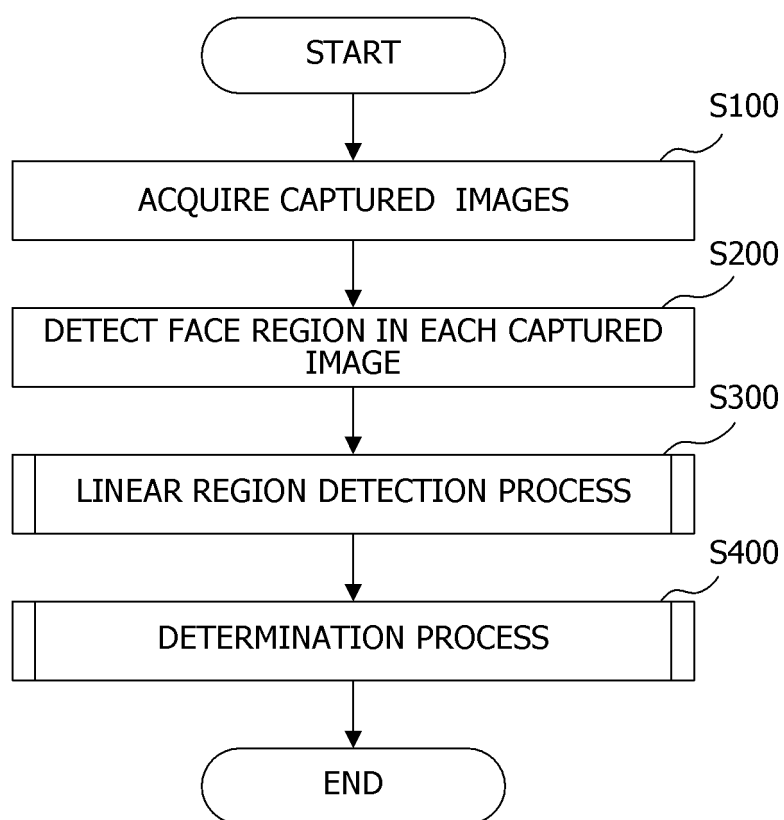 START
S100
ACQUIRE CAPTURED IMAGES
S200
DETECT FACE REGION IN EACH CAPTURED
IMAGE
S300
LINEAR REGION DETECTION PROCESS
S400
DETERMINATION PROCESS
END